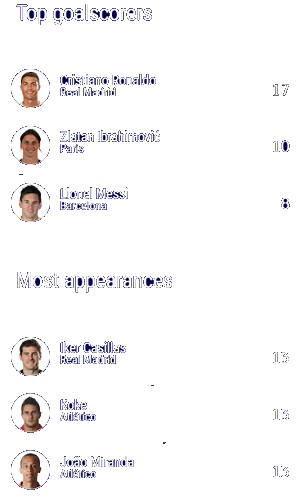 Top goalscorers
Cristiano Ronaldo
Real Madrid
17
Zlatan Ibrahimović
Paris
10
Lionel Messi
Barcelona
8
Most appearances
Iker Casillas
Real Madrid
13
Koke
Atlético
13
João Miranda
Atlético
13